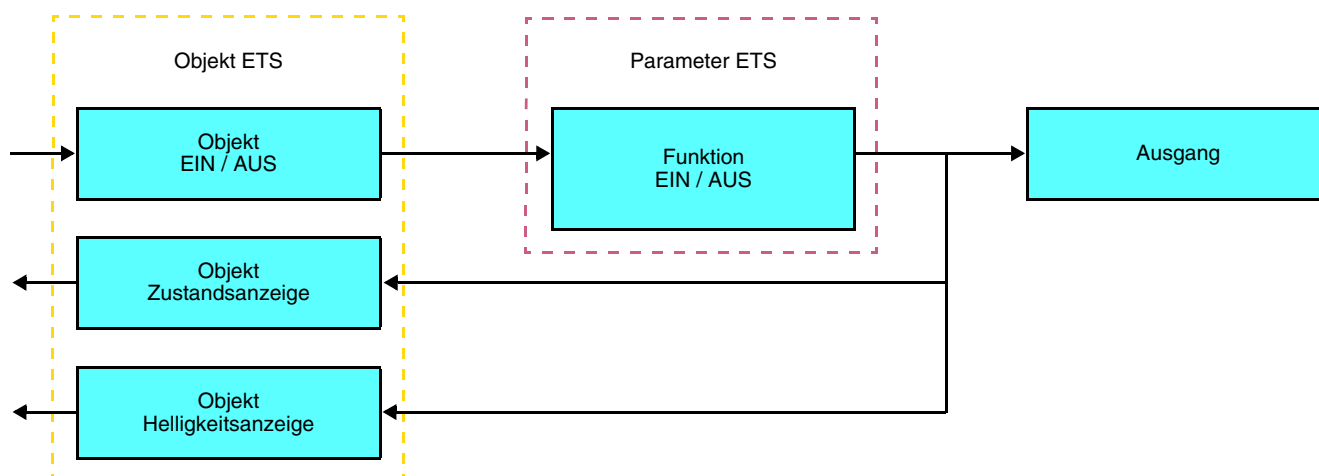 Objekt ETS
Parameter ETS
Objekt
EIN / AUS
Funktion
EIN / AUS
Ausgang
Objekt
Zustandsanzeige
Objekt
Helligkeitsanzeige